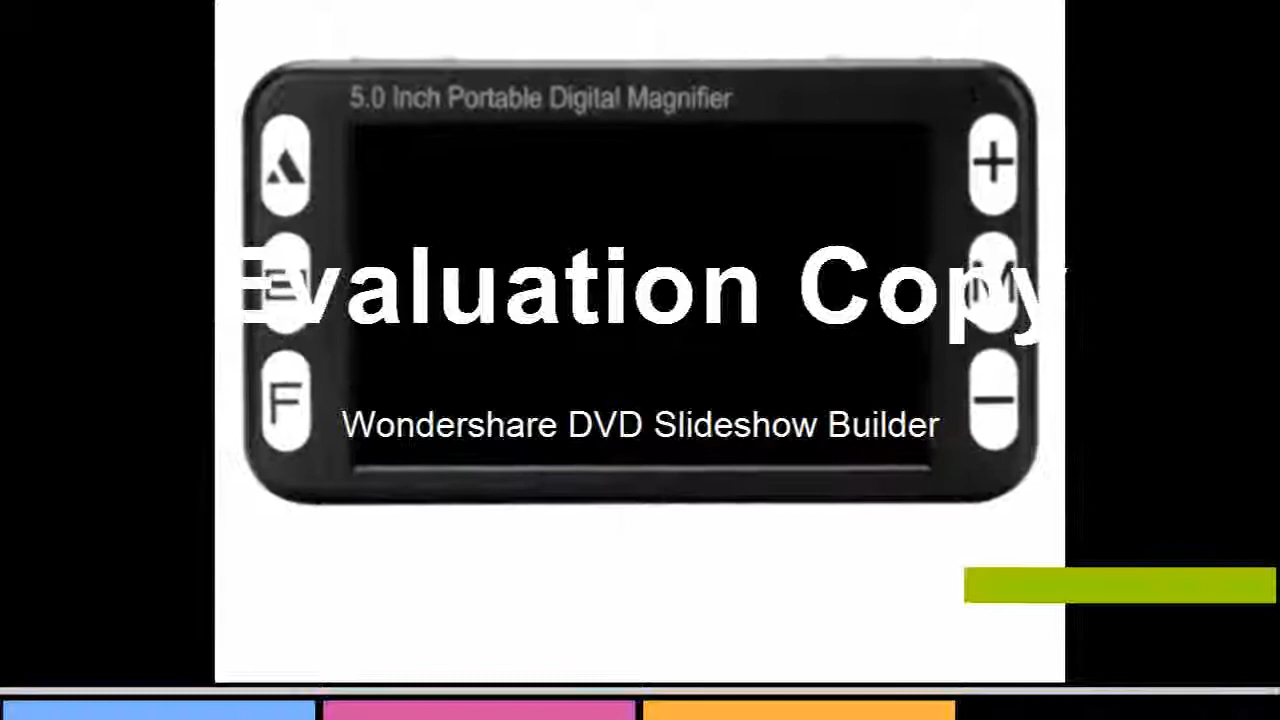 5.0 Inch Portable Digital Magnifier
+
Evaluation Copy
M
F
Wondershare DVD Slideshow Builder
—